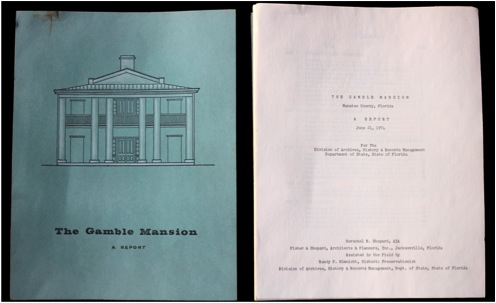 The Gamble Mansion
A REPORT
THE GAMBLE MANSION
Manatee County, Florida
A REPORT
June 21, 1974
For The
Division of Archives, History & Records Management
Department of State, State of Florida
Herschel E. Shepard, AIA
Fisher & Shepard, Architects & Planners, Inc., Jacksonville, Florida
Assisted in the Field by
Randy F. Nimnicht, Historic Preservationist
Division of Archives, History & Records Management, Dept. of State, State of Florida